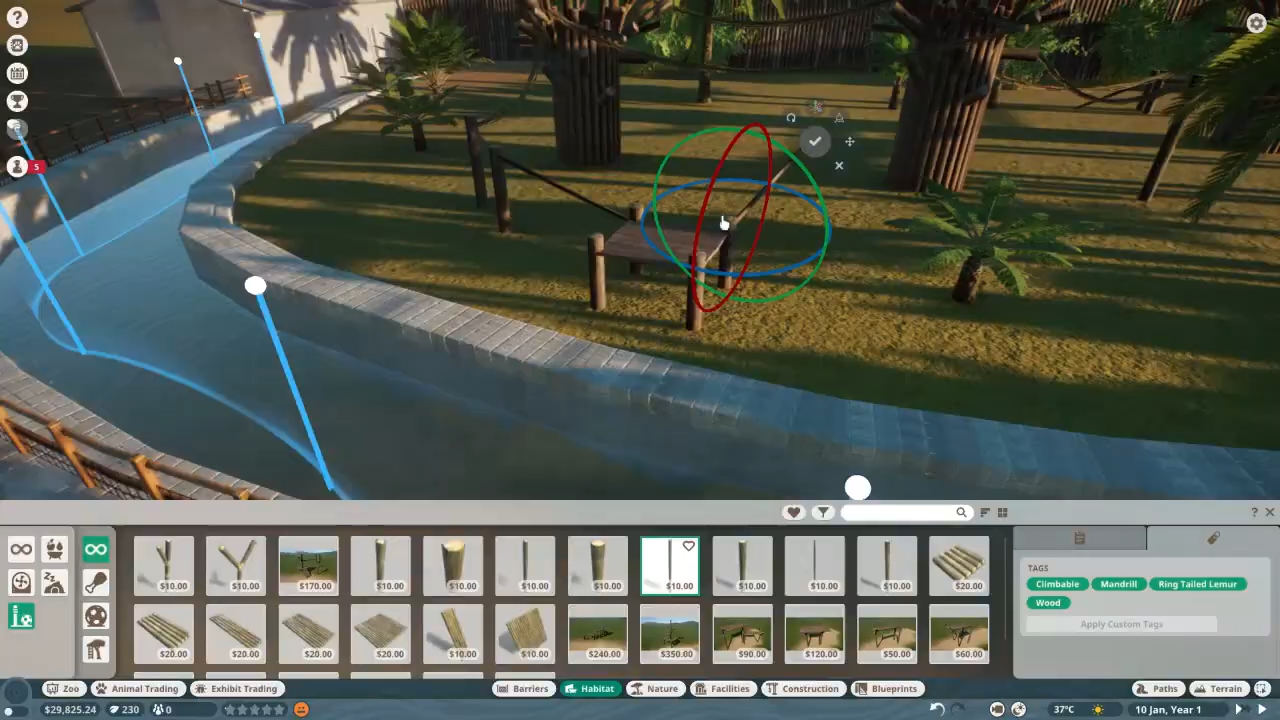 ?
5
? ×
$10.00 $10.00 $170.00 $10.00 $10.00 $10.00 $10.00 $10.00 $10.00 $10.00 $10.00 $20.00
$20.00 $20.00 $20.00 $20.00 $10.00 $10.00 $240.00 $350.00 $90.00 $120.00 $50.00 $60.00
TAGS
Climbable Mandrill Ring Tailed Lemur
Wood
Apply Custom Tags
Zoo Animal Trading Exhibit Trading Barriers Habitat Nature Facilities Construction Blueprints Paths Terrain
$29,825.24 230 0 37°C 10 Jan, Year 1